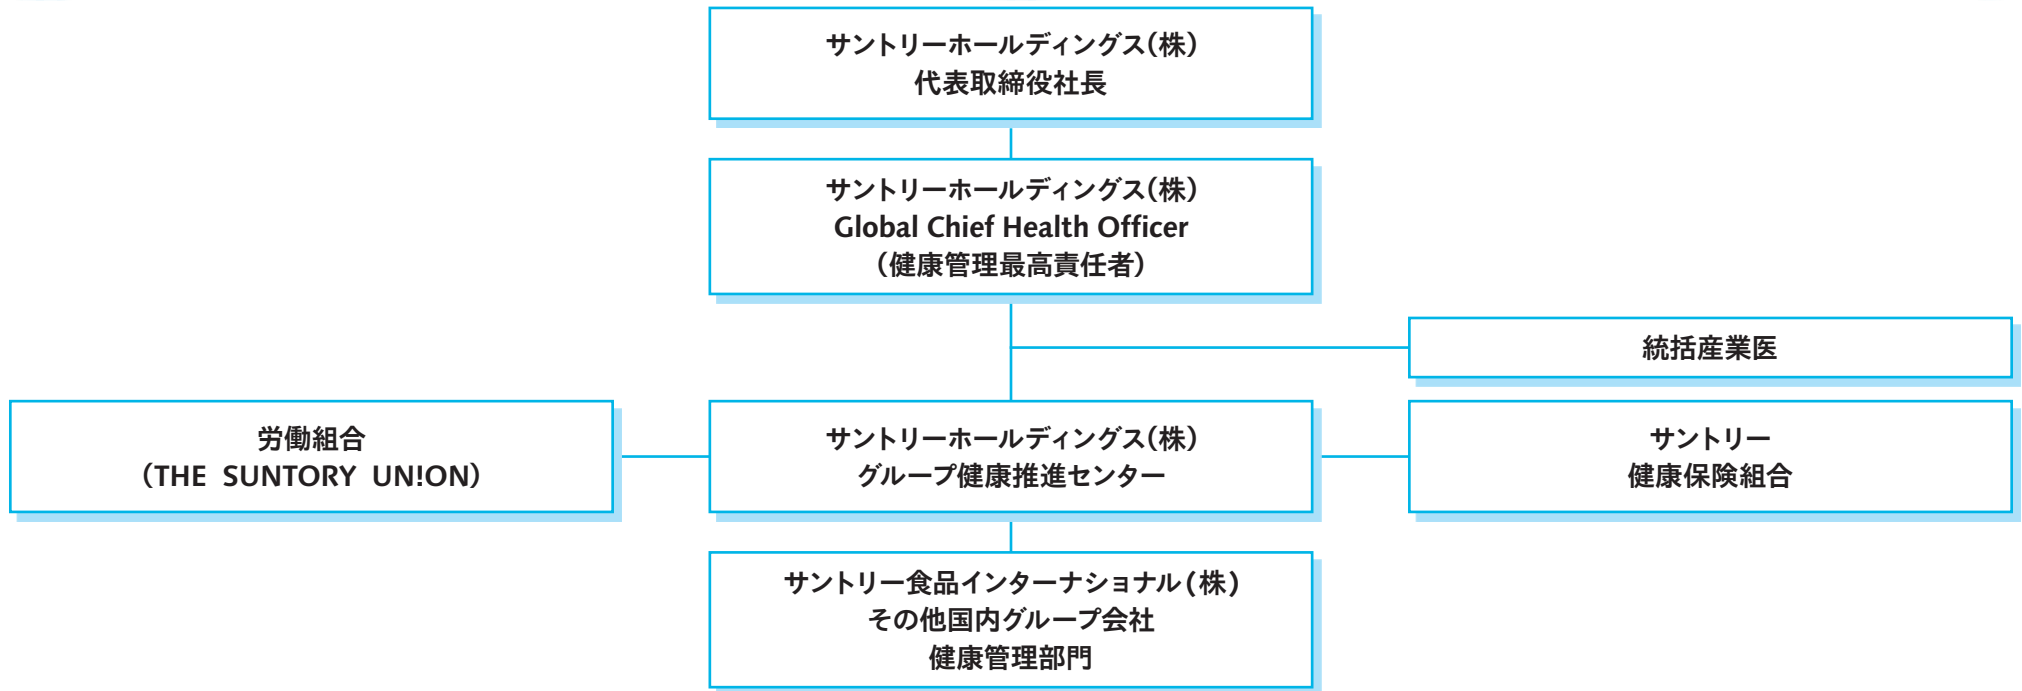 サントリーホールディングス(株)
代表取締役社長
サントリーホールディングス(株)
Global Chief Health Officer
(健康管理最高責任者)
統括産業医
労働組合
(THE SUNTORY UN!ON)
サントリーホールディングス(株)
グループ健康推進センター
サントリー
健康保険組合
サントリー食品インターナショナル(株)
その他国内グループ会社
健康管理部門